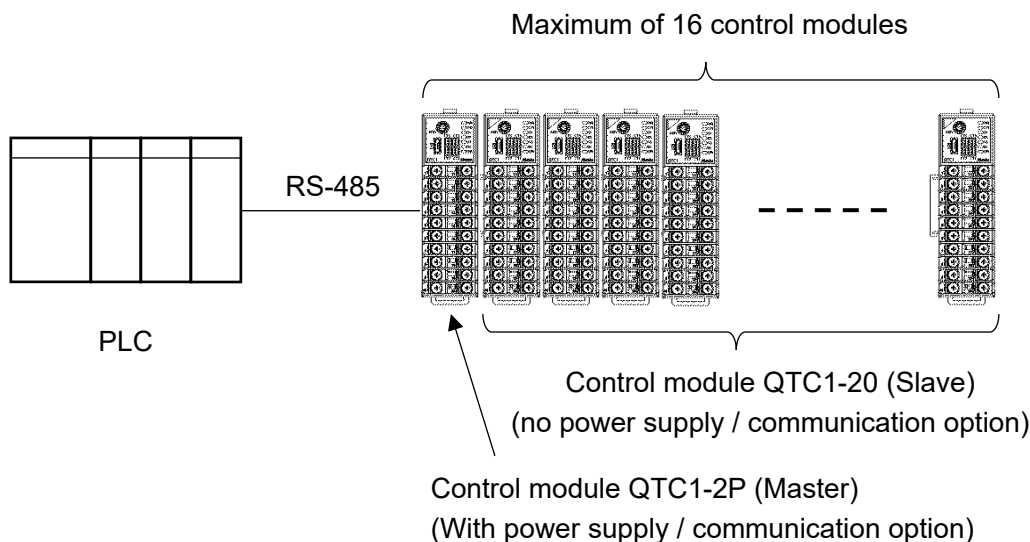 Maximum of 16 control modules
RS-485
PLC
Control module QTC1-20 (Slave)
(no power supply / communication option)
Control module QTC1-2P (Master)
(With power supply / communication option)